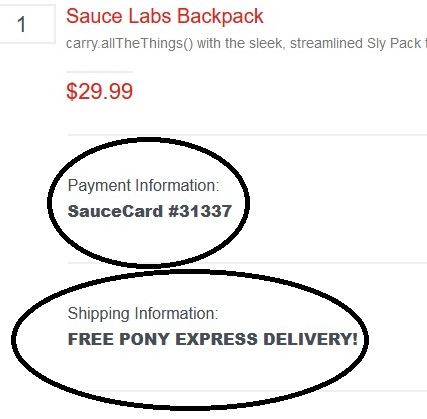 1
Sauce Labs Backpack
carry.allTheThings() with the sleek, streamlined Sly Pack
$29.99
Payment Information:
SauceCard #31337
Shipping Information:
FREE PONY EXPRESS DELIVERY!